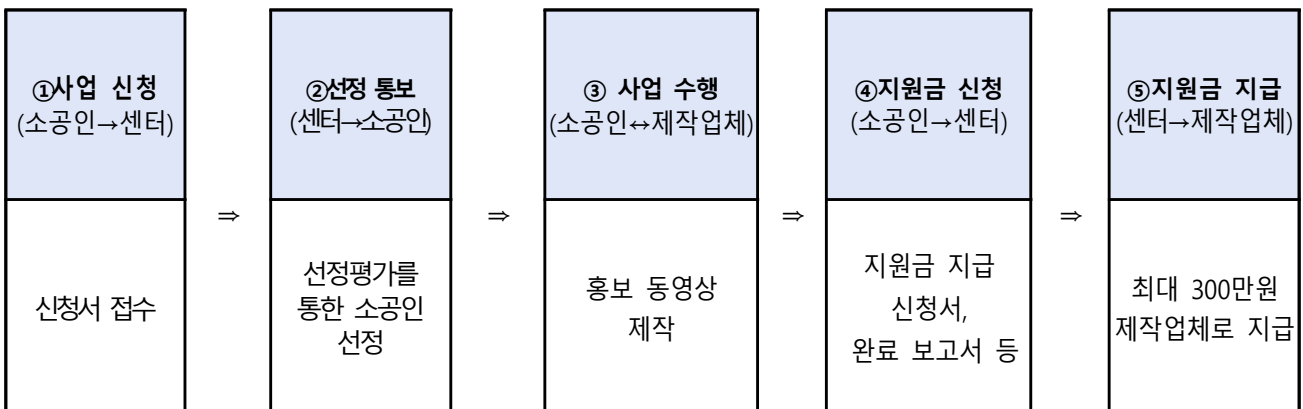 ①사업 신청
(소공인→센터)
신청서 접수
⇒
②선정 통보
(센터→소공인)
선정평가를
통한 소공인
선정
⇒
③ 사업 수행
(소공인↔제작업체)
홍보 동영상
제작
⇒
④지원금 신청
(소공인→센터)
지원금 지급
신청서,
완료 보고서 등
⇒
⑤지원금 지급
(센터→제작업체)
최대 300만원
제작업체로 지급